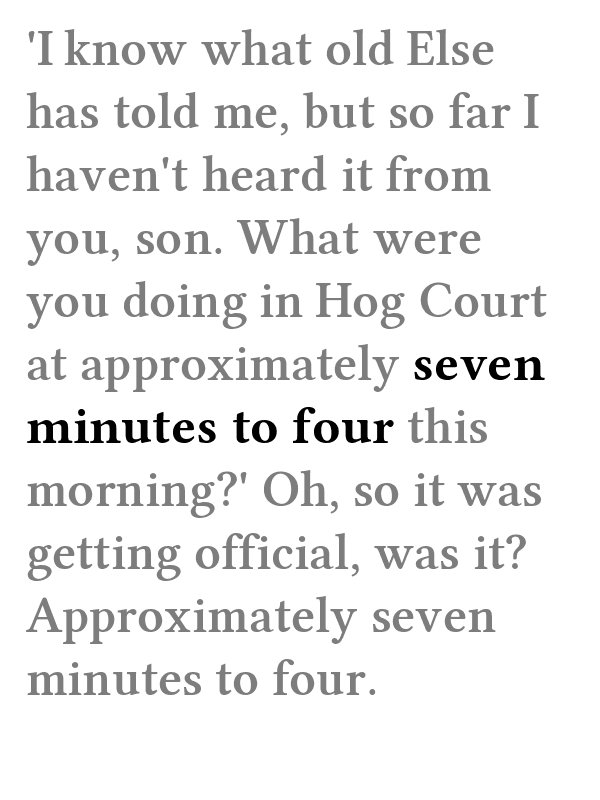 'I know what old Else
has told me, but so far I
haven't heard it from
you, son. What were
you doing in Hog Court
at approximately seven
minutes to four this
morning?' Oh, so it was
getting official, was it?
Approximately seven
minutes to four.